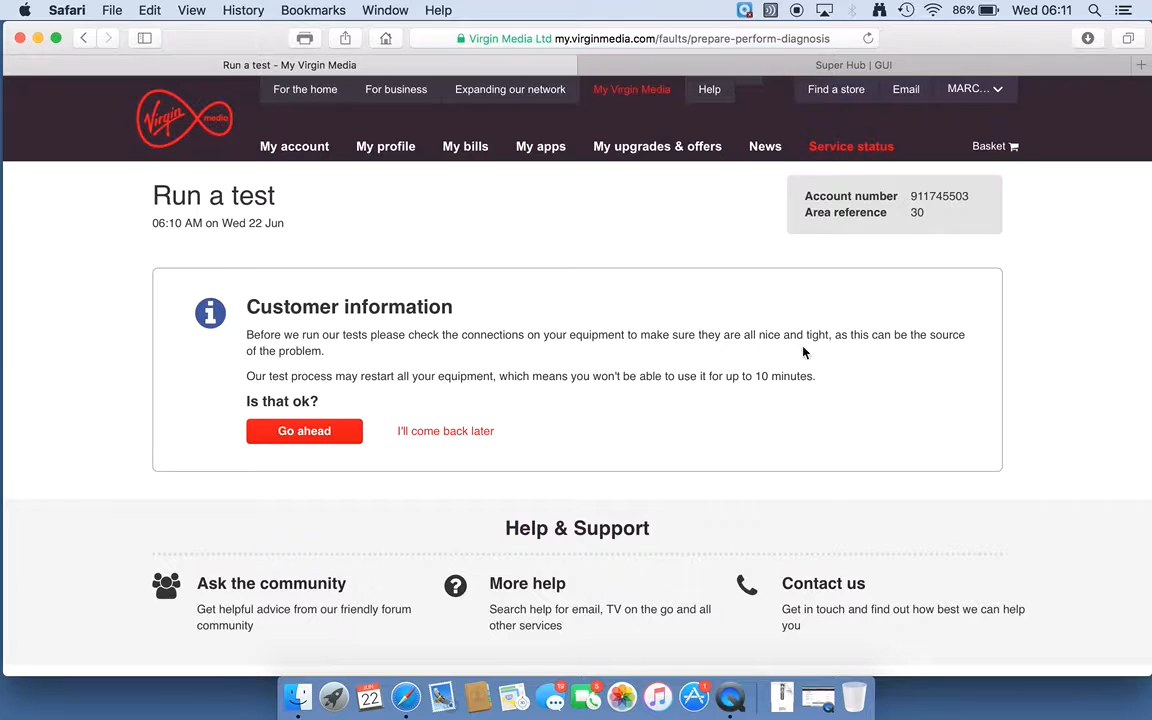 Safari File Edit View History Bookmarks Window Help 86% Wed 06:11
Virgin Media Ltd my.virginmedia.com/faults/prepare-perform-diagnosis
Run a test - My Virgin Media Super Hub | GUI
For the home For business Expanding our network My Virgin Media Help Find a store Email MARC...
Virgin media
My account My profile My bills My apps My upgrades & offers News Service status Basket
Run a test
06:10 AM on Wed 22 Jun
Account number 911745503
Area reference 30
Customer information
Before we run our tests please check the connections on your equipment to make sure they are all nice and tight, as this can be the source
of the problem.
Our test process may restart all your equipment, which means you won't be able to use it for up to 10 minutes.
Is that ok?
Go ahead I'll come back later
Help & Support
Ask the community
Get helpful advice from our friendly forum
community
More help
Search help for email, TV on the go and all
other services
Contact us
Get in touch and find out how best we can help
you
JUN
22
19
5
1